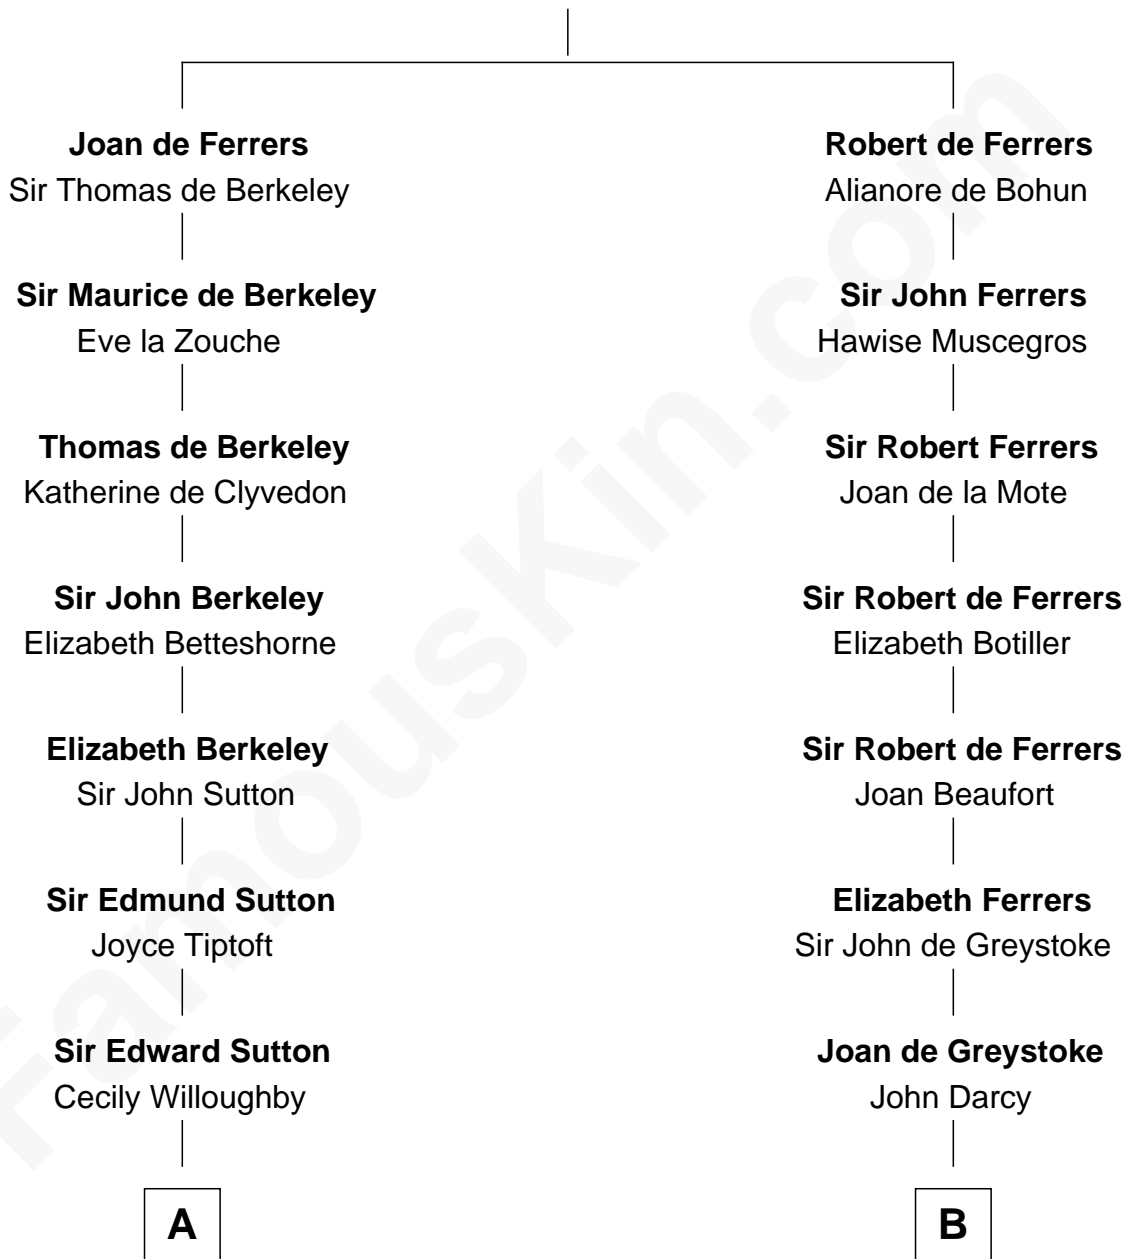 Joan de Ferrers
Sir Thomas de Berkeley
Robert de Ferrers
Alianore de Bohun
Sir Maurice de Berkeley
Eve la Zouche
Sir John Ferrers
Hawise Muscegros
Thomas de Berkeley
Katherine de Clyvedon
Sir Robert Ferrers
Joan de la Mote
Sir John Berkeley
Elizabeth Betteshorne
Sir Robert de Ferrers
Elizabeth Botiller
Elizabeth Berkeley
Sir John Sutton
Sir Robert de Ferrers
Joan Beaufort
Sir Edmund Sutton
Joyce Tiptoft
Elizabeth Ferrers
Sir John de Greystoke
Sir Edward Sutton
Cecily Willoughby
Joan de Greystoke
John Darcy
A
B
FamousKin.com